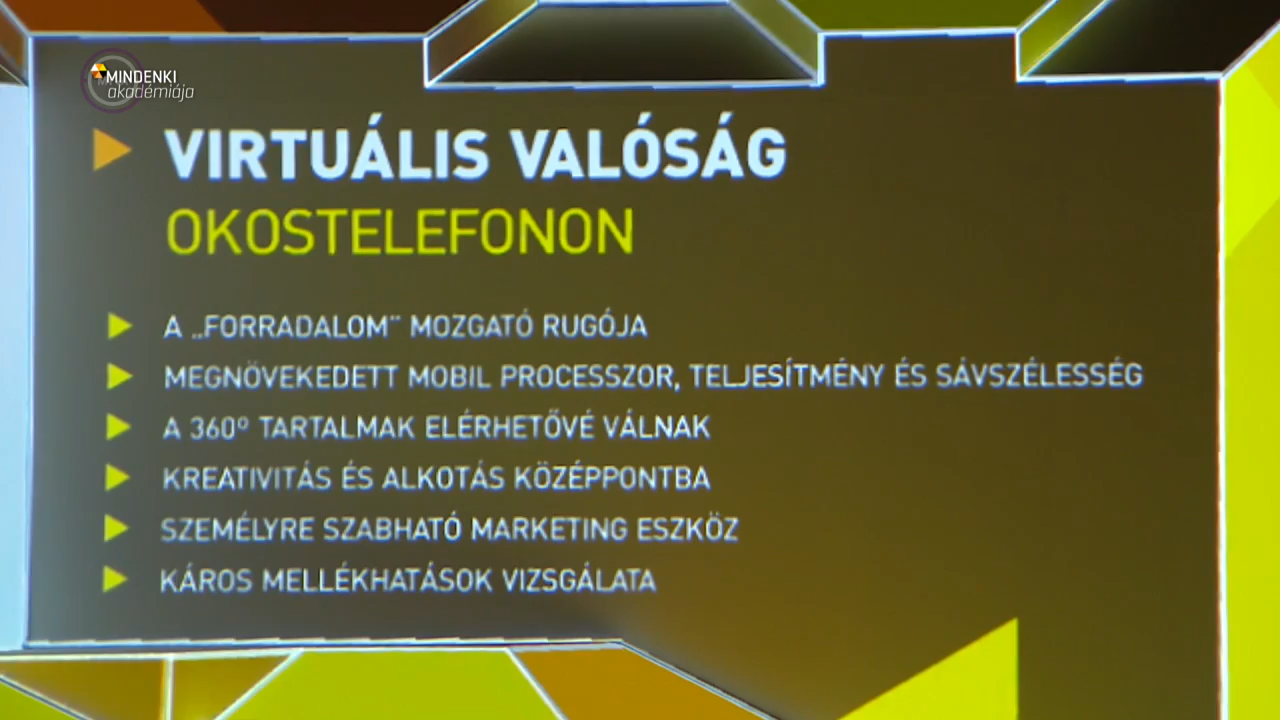 MINDENKI
akadémiája
VIRTUÁLIS VALÓSÁG
OKOSTELEFONON
A „FORRADALOM” MOZGATÓ RUGÓJA
MEGNÖVEKEDETT MOBIL PROCESSZOR, TELJESÍTMÉNY ÉS SÁVSZÉLESSÉG
A 360° TARTALMAK ELÉRHETŐVÉ VÁLNAK
KREATIVITÁS ÉS ALKOTÁS KÖZÉPPONTBA
SZEMÉLYRE SZABHATÓ MARKETING ESZKÖZ
KÁROS MELLÉKHATÁSOK VIZSGÁLATA